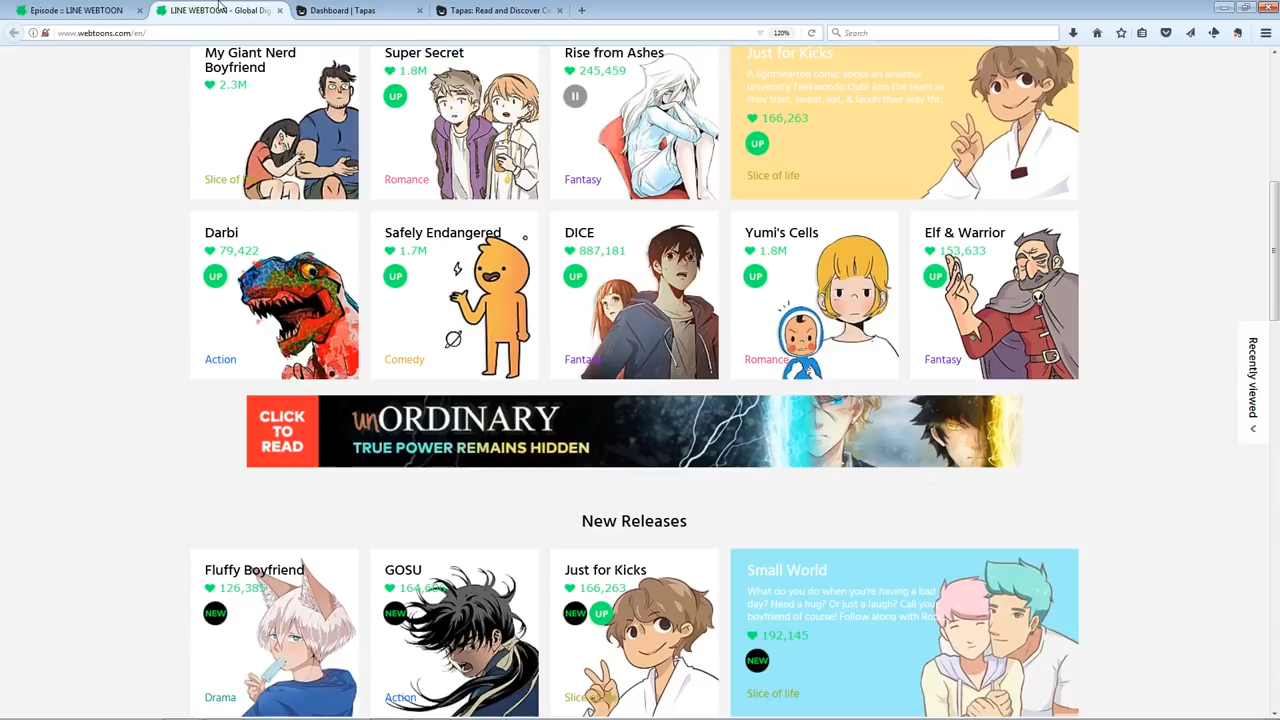 Episode :: LINE WEBTOON
LINE WEBTOON - Global Dig
Dashboard | Tapas
Tapas: Read and Discover Co
www.webtoons.com/en/
120%
Search
My Giant Nerd
Boyfriend
2.3M
Slice of
Super Secret
1.8M
UP
Romance
Rise from Ashes
245,459
Fantasy
Just for Kicks
A lighthearted comic about an amateur
university Taekwondo club! Join the team as
they train, sweat, eat, & laugh their way thr..
166,263
UP
Slice of life
Darbi
79,422
UP
Action
Safely Endangered
1.7M
UP
Comedy
DICE
887,181
UP
Fantasy
Yumi's Cells
1.8M
UP
Romance
Elf & Warrior
153,633
UP
Fantasy
Recently viewed
CLICK
TO
READ
unORDINARY
TRUE POWER REMAINS HIDDEN
New Releases
Fluffy Boyfriend
126,385
NEW
Drama
GOSU
NEW
Action
Just for Kicks
166,263
NEW
UP
Slice of life
Small World
What do you do when you're having a bad
day? Need a hug? Or just a laugh? Call your
boyfriend of course! Follow along with
192,145
NEW
Slice of life